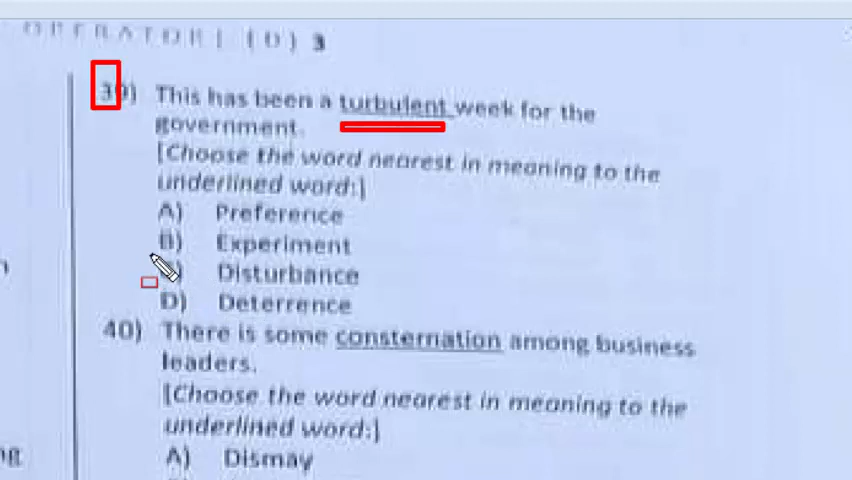 OPERATOR [ (D) 3
39) This has been a turbulent week for the
government.
[Choose the word nearest in meaning to the
underlined word:]
A) Preference
B) Experiment
C) Disturbance
D) Deterrence
40) There is some consternation among business
leaders.
[Choose the word nearest in meaning to the
underlined word:]
A) Dismay